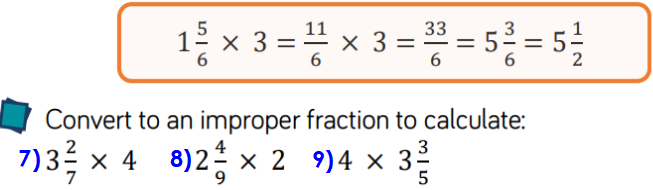 1 5/6 × 3 = 11/6 × 3 = 33/6 = 5 3/6 = 5 1/2
Convert to an improper fraction to calculate:
7) 3 2/7 × 4 8) 2 4/9 × 2 9) 4 × 3 3/5